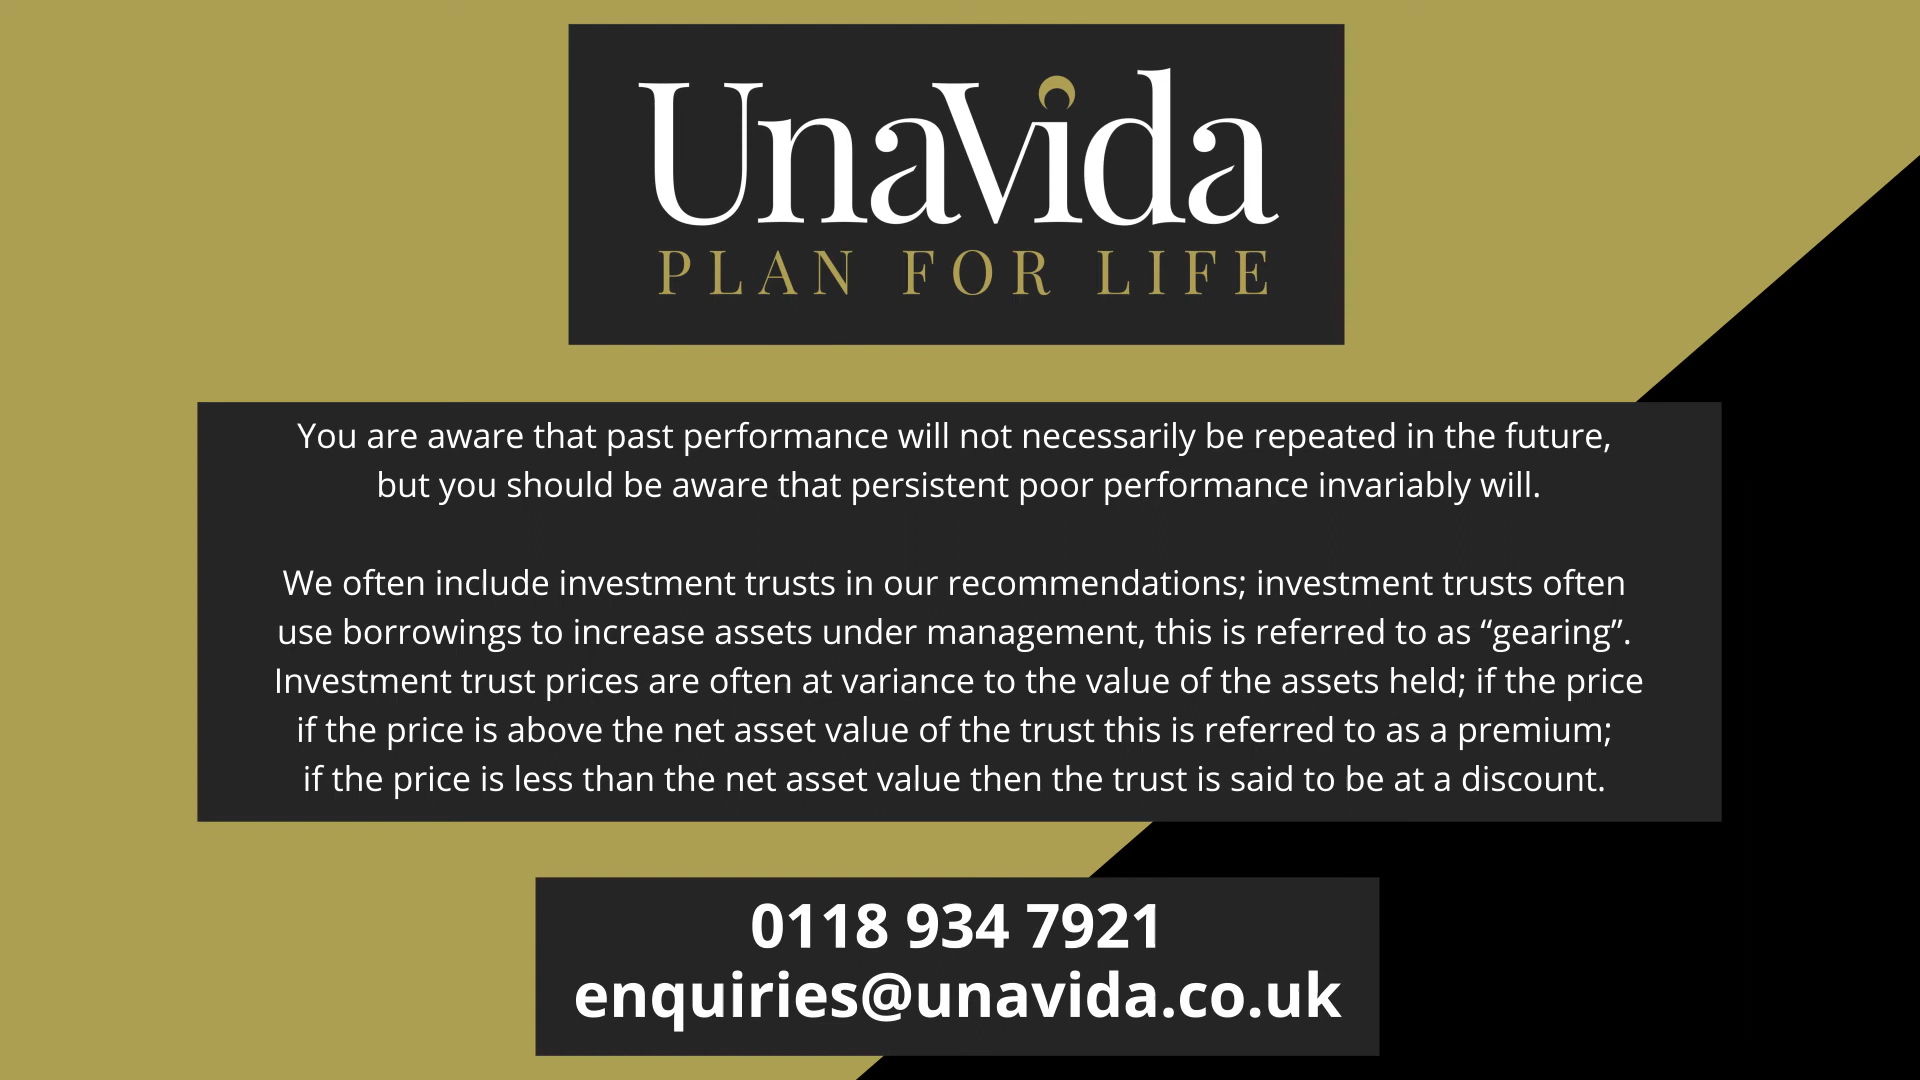 UnaVida
PLAN FOR LIFE
You are aware that past performance will not necessarily be repeated in the future,
but you should be aware that persistent poor performance invariably will.
We often include investment trusts in our recommendations; investment trusts often
use borrowings to increase assets under management, this is referred to as “gearing”.
Investment trust prices are often at variance to the value of the assets held; if the price
if the price is above the net asset value of the trust this is referred to as a premium;
if the price is less than the net asset value then the trust is said to be at a discount.
0118 934 7921
enquiries@unavida.co.uk